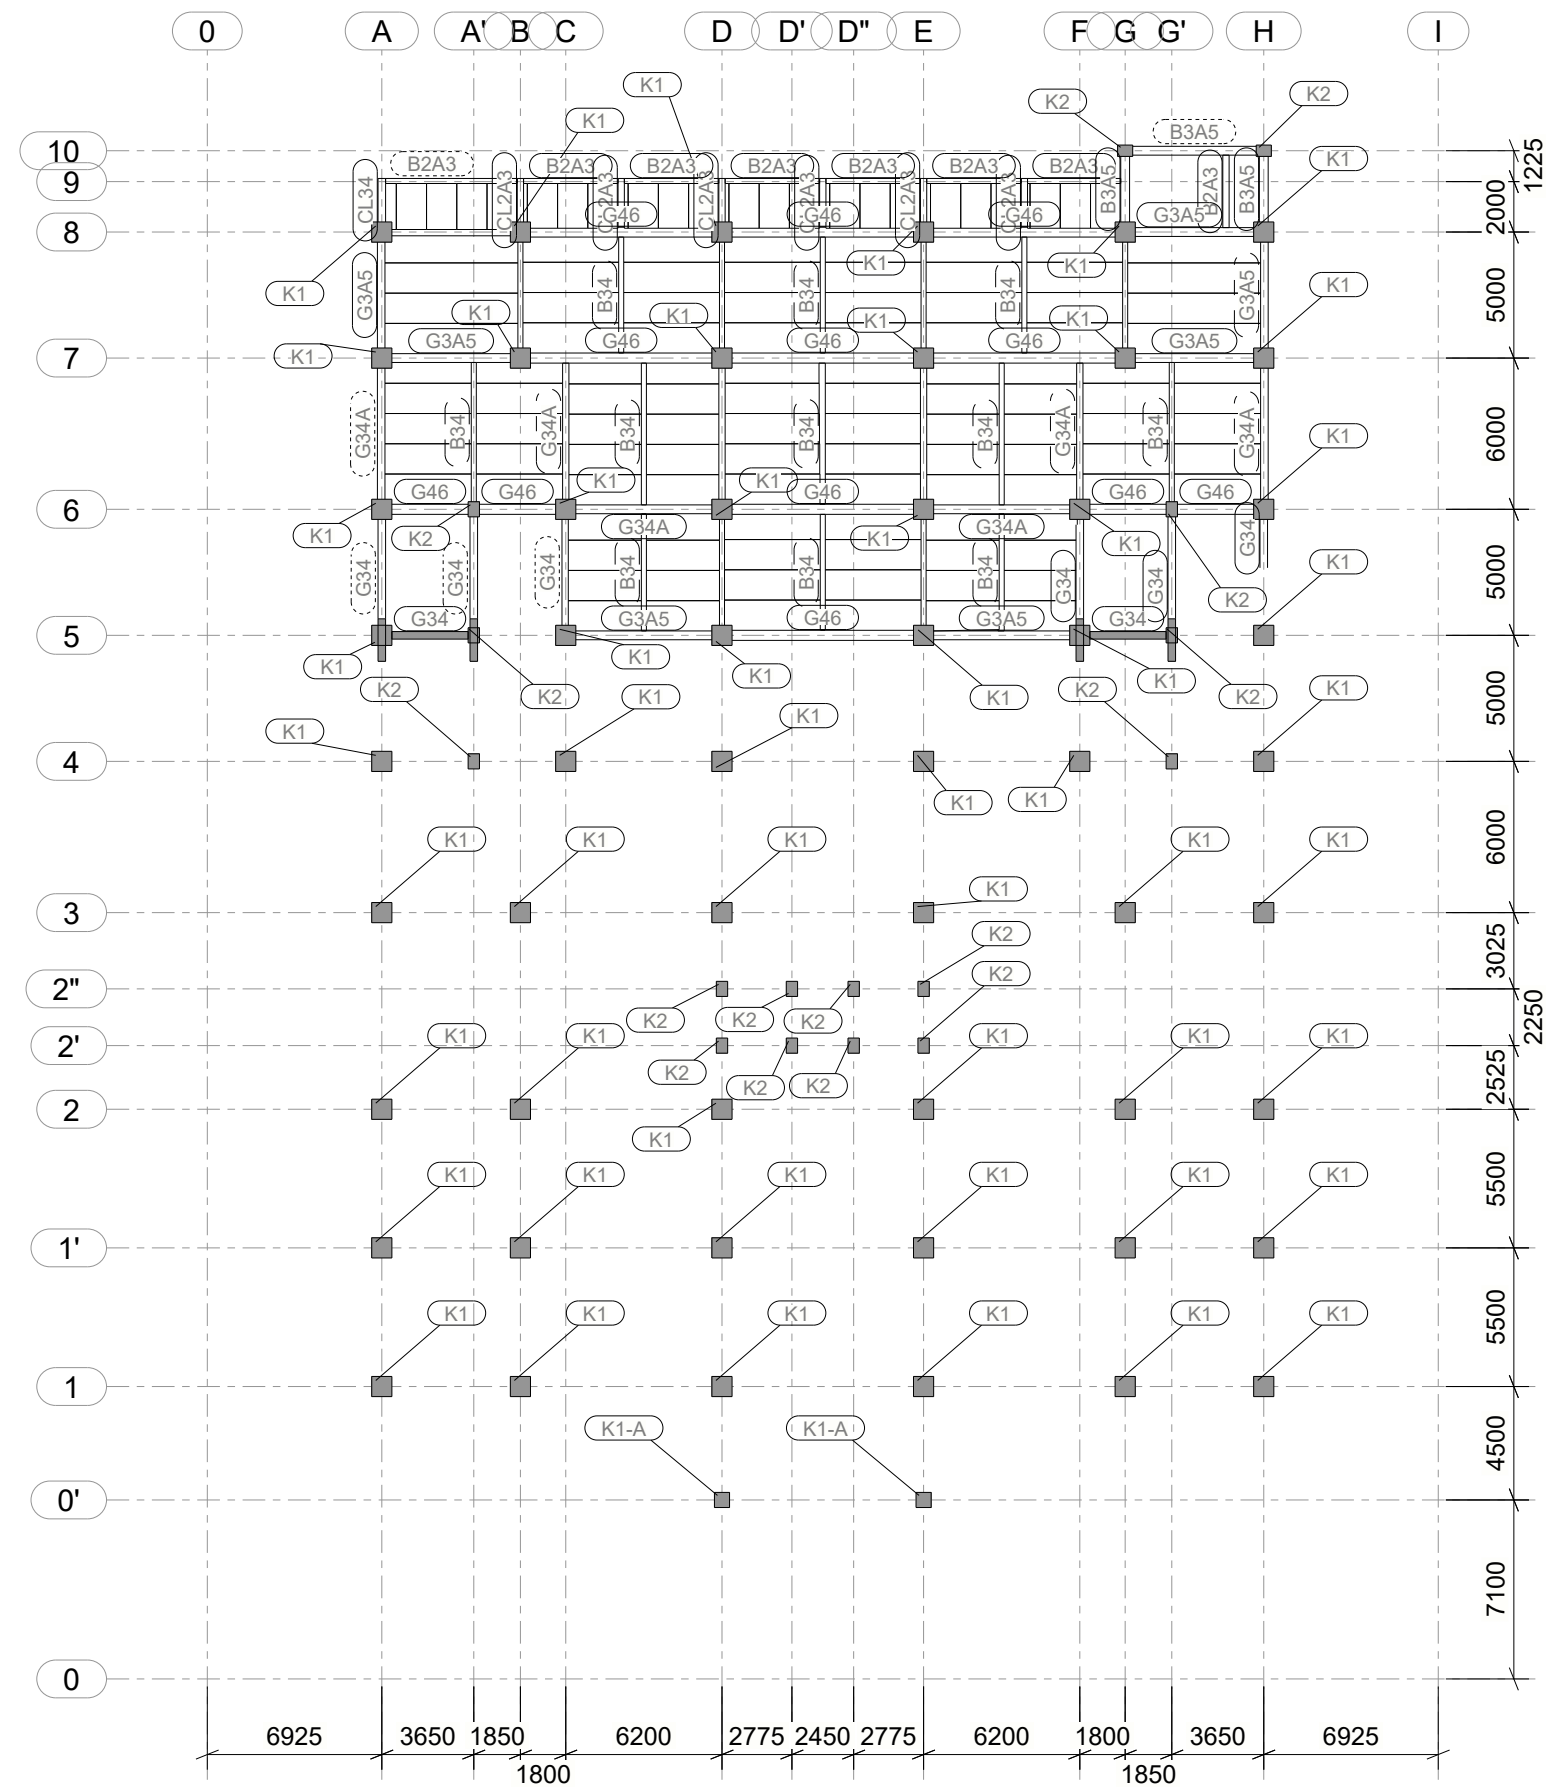 0 A A' B C D D' D" E F G G' H I
K1
K2 K2
K1
10 B3A5
B2A3 B2A3 B2A3 B2A3 B2A3 B2A3 B2A3 K1 1225
9 CL34 CL2A3 CL2A3 CL2A3 CL2A3 CL2A3 CL2A3 B3A5 B2A3 B3A5 2000
G46 G46 G46 G3A5
8
K1 K1 K1
G3A5 B34 B34 B34 G3A5 K1 5000
K1 K1 K1 K1
G3A5 G46 G46 G46 G3A5
7 K1
G34A B34 G34A B34 B34 B34 G34A B34 G34A K1 6000
K1 K1
G46 G46 G46 G46 G46
6
G34A G34A
K1 K2 K1 K1 G34
G34 G34 G34 B34 B34 B34 G34 G34 K1 5000
K2
G34 G3A5 G46 G3A5 G34
5
K1 K1 K1 K1
K2 K2 K1 K1 K2 K2 K1 5000
K1 K1
4
K1 K1
K1 K1 K1 K1 K1 6000
K1
3
K2 3025
K2
2"
K2 K2 K2 2250
K1 K1 K1 K1 K1
2'
K2 K2 K2 2525
2
K1
K1 K1 K1 K1 K1 K1 5500
1'
K1 K1 K1 K1 K1 K1 5500
1
K1-A K1-A 4500
0'
7100
0
6925 3650 1850 6200 2775 2450 2775 6200 1800 3650 6925
1800 1850